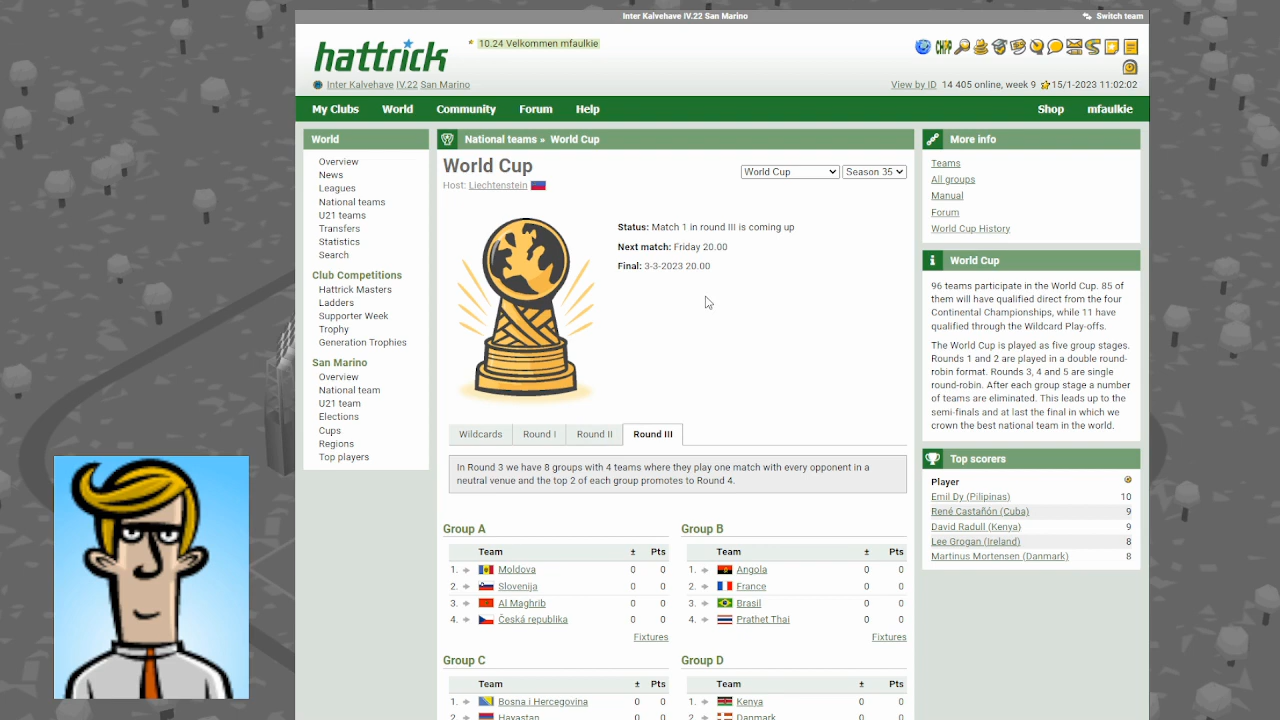 Inter Kalvehave IV.22 San Marino
Switch team
hattrick
10.24 Velkommen mfaulkie
CHPP
Inter Kalvehave IV.22 San Marino
View by ID 14 405 online, week 9 15/1-2023 11:02:02
My Clubs World Community Forum Help
Shop mfaulkie
World
Overview
News
Leagues
National teams
U21 teams
Transfers
Statistics
Search
Club Competitions
Hattrick Masters
Ladders
Supporter Week
Trophy
Generation Trophies
San Marino
Overview
National team
U21 team
Elections
Cups
Regions
Top players
National teams » World Cup
World Cup
Host: Liechtenstein
World Cup Season 35
Status: Match 1 in round III is coming up
Next match: Friday 20.00
Final: 3-3-2023 20.00
Wildcards Round I Round II Round III
In Round 3 we have 8 groups with 4 teams where they play one match with every opponent in a
neutral venue and the top 2 of each group promotes to Round 4.
Group A
Team ± Pts
1. Moldova 0 0
2. Slovenija 0 0
3. Al Maghrib 0 0
4. Česká republika 0 0
Fixtures
Group B
Team ± Pts
1. Angola 0 0
2. France 0 0
3. Brasil 0 0
4. Prathet Thai 0 0
Fixtures
Group C
Team ± Pts
1. Bosna i Hercegovina 0 0
2. Hayastan
Group D
Team ± Pts
1. Kenya 0 0
2. Danmark
More info
Teams
All groups
Manual
Forum
World Cup History
World Cup
96 teams participate in the World Cup. 85 of
them will have qualified direct from the four
Continental Championships, while 11 have
qualified through the Wildcard Play-offs.
The World Cup is played as five group stages.
Rounds 1 and 2 are played in a double round-
robin format. Rounds 3, 4 and 5 are single
round-robin. After each group stage a number
of teams are eliminated. This leads up to the
semi-finals and at last the final in which we
crown the best national team in the world.
Top scorers
Player
Emil Dy (Pilipinas) 10
René Castañón (Cuba) 9
David Radull (Kenya) 9
Lee Grogan (Ireland) 8
Martinus Mortensen (Danmark) 8